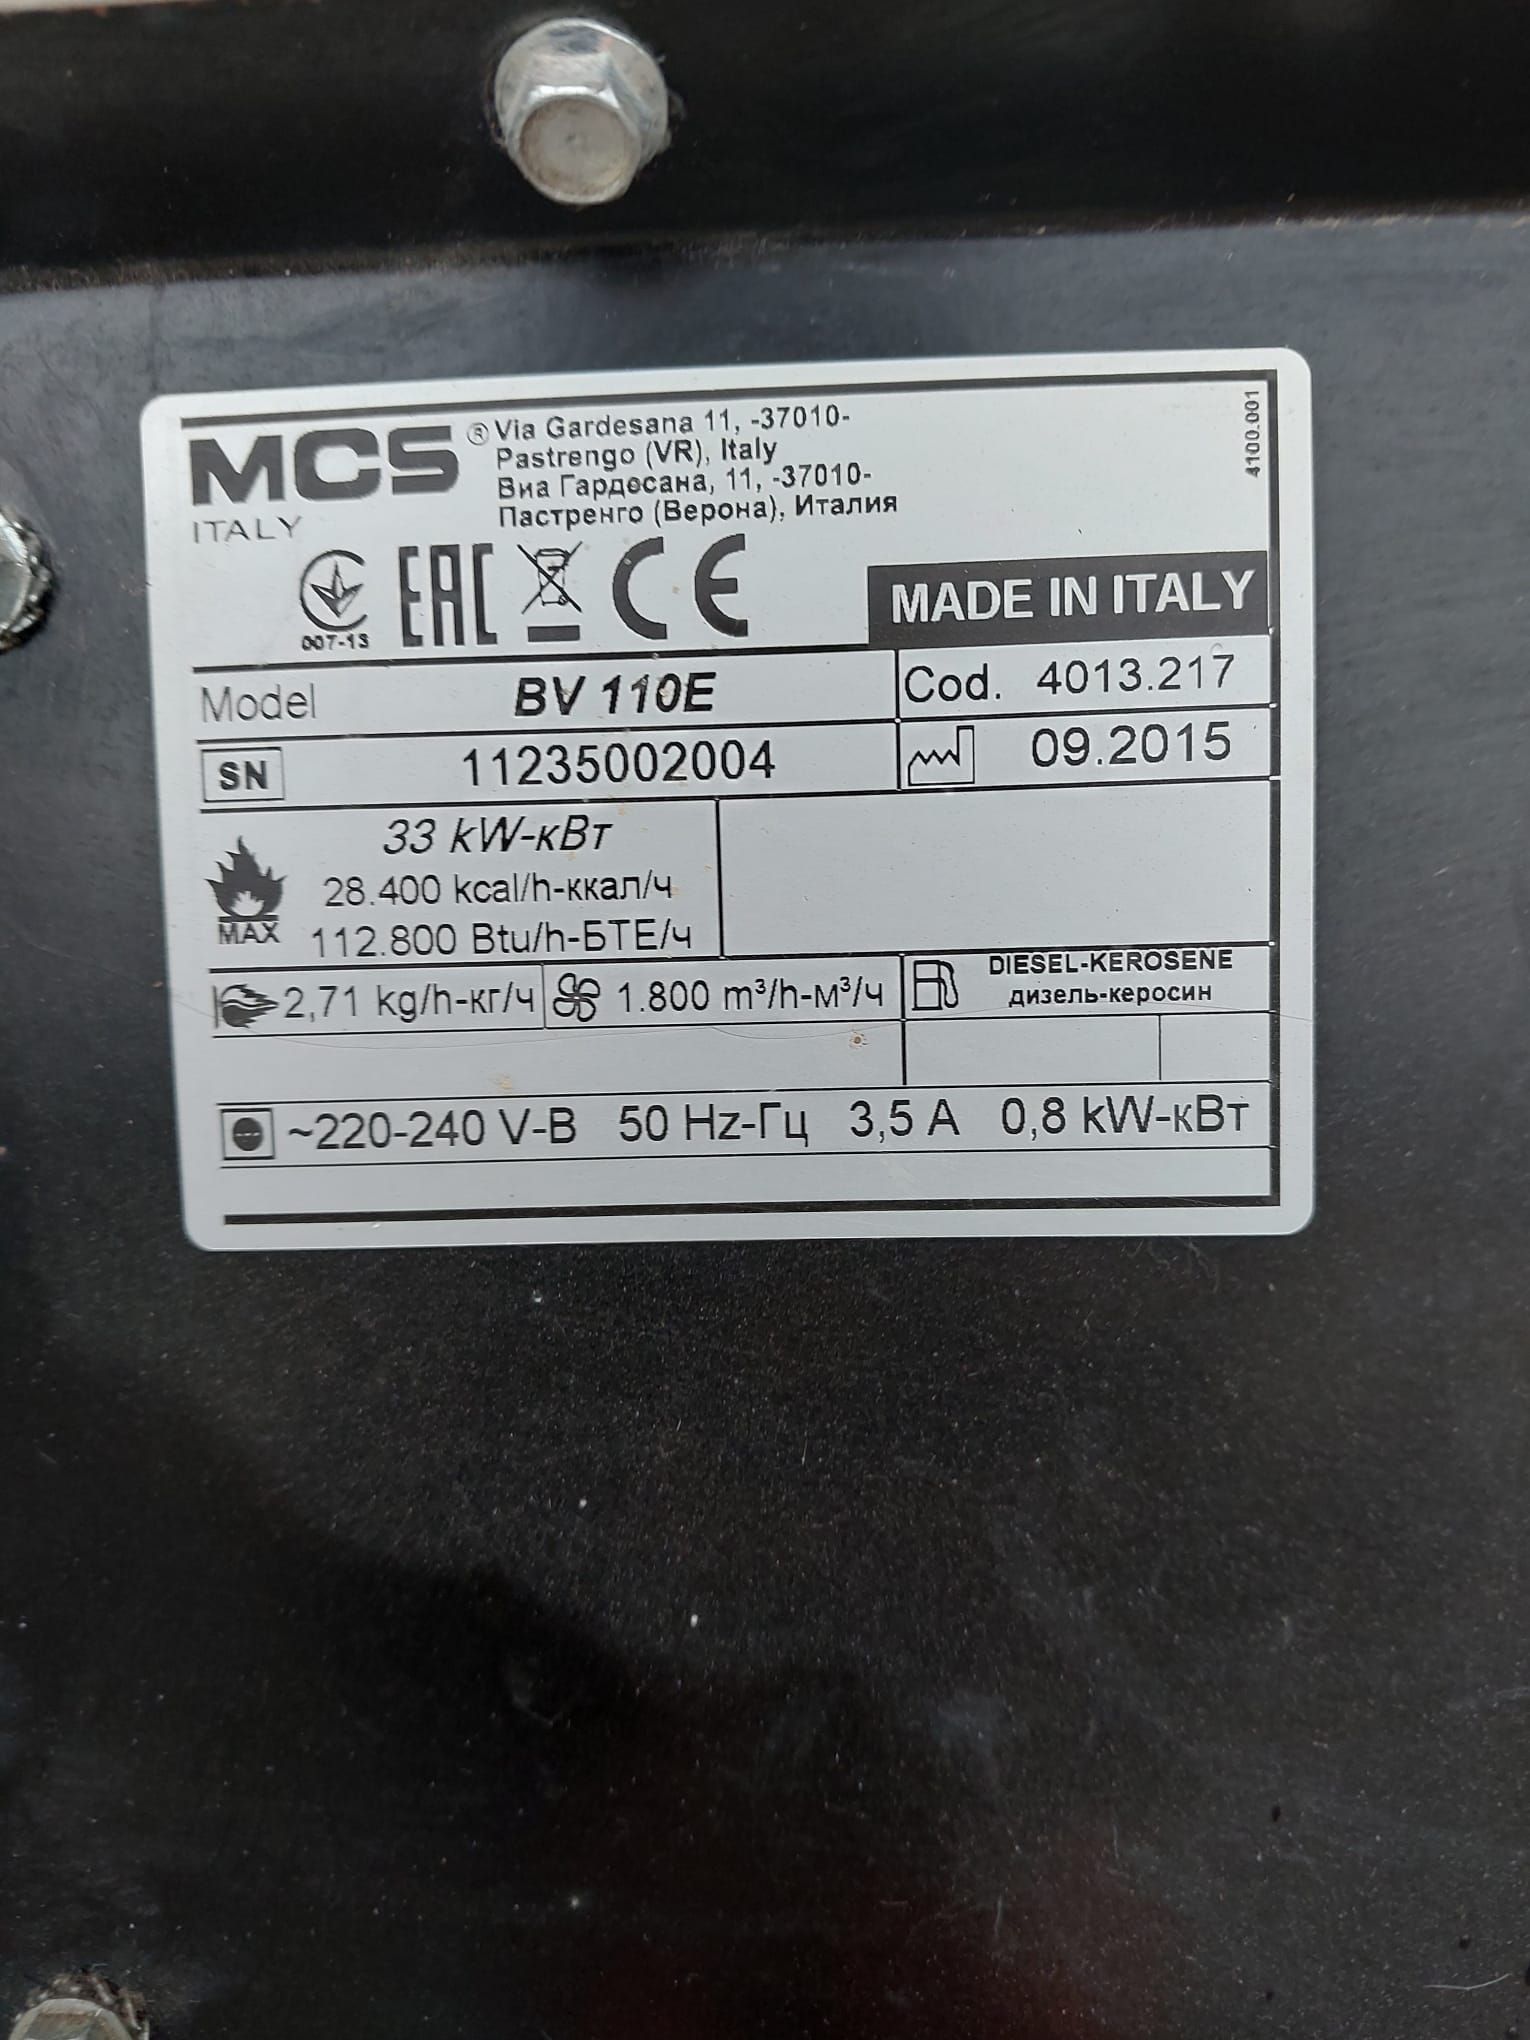 MCS ® Via Gardesana 11, -37010-
Pastrengo (VR), Italy
Виа Гардесана, 11, -37010-
Пастренго (Верона), Италия
ITALY
4100.001
007-13
EAC CE
MADE IN ITALY
Model BV 110E Cod. 4013.217
SN 11235002004 09.2015
33 kW-кВт
28.400 kcal/h-ккал/ч
MAX 112.800 Btu/h-БТЕ/ч
2,71 kg/h-кг/ч 1.800 m³/h-м³/ч DIESEL-KEROSENE
дизель-керосин
~220-240 V-В 50 Hz-Гц 3,5 A 0,8 kW-кВт